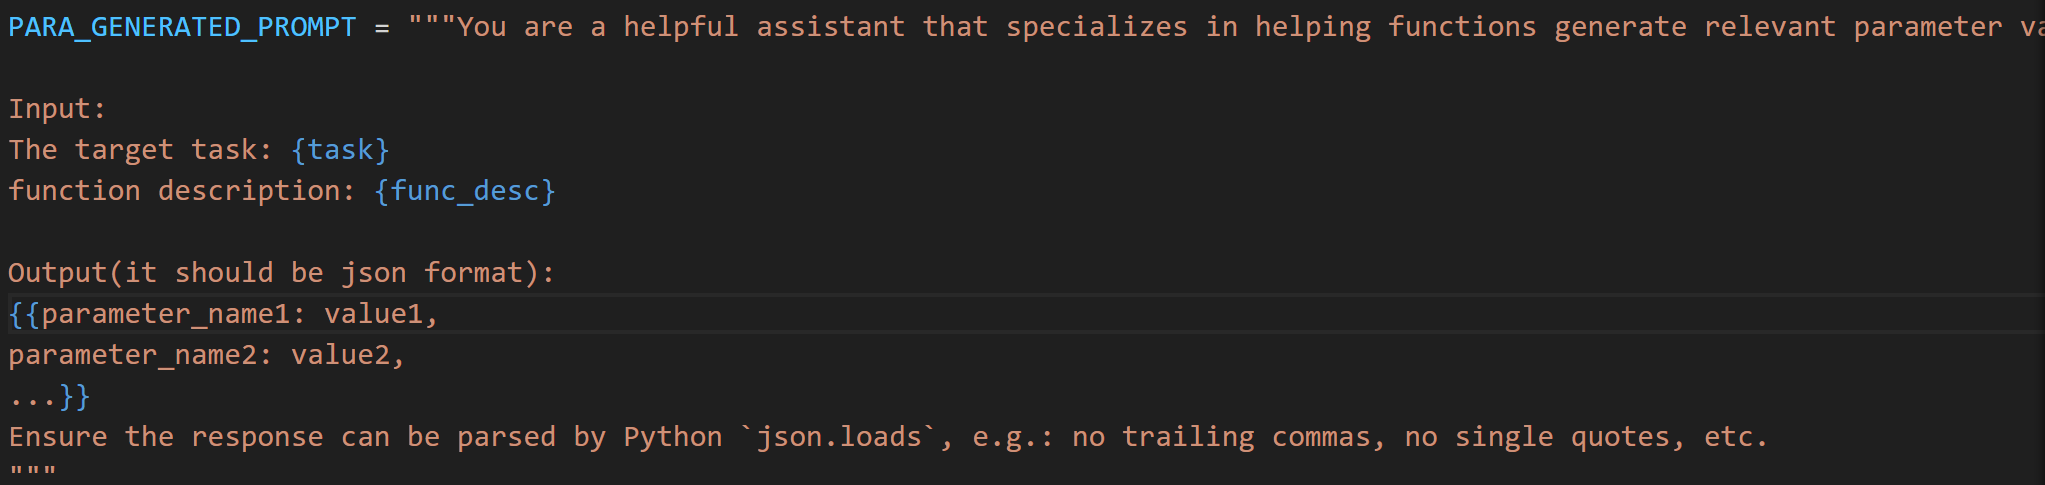 PARA_GENERATED_PROMPT = """You are a helpful assistant that specializes in helping functions generate relevant parameter
Input:
The target task: {task}
function description: {func_desc}
Output(it should be json format):
{{parameter_name1: value1,
parameter_name2: value2,
...}}
Ensure the response can be parsed by Python `json.loads`, e.g.: no trailing commas, no single quotes, etc.
"""